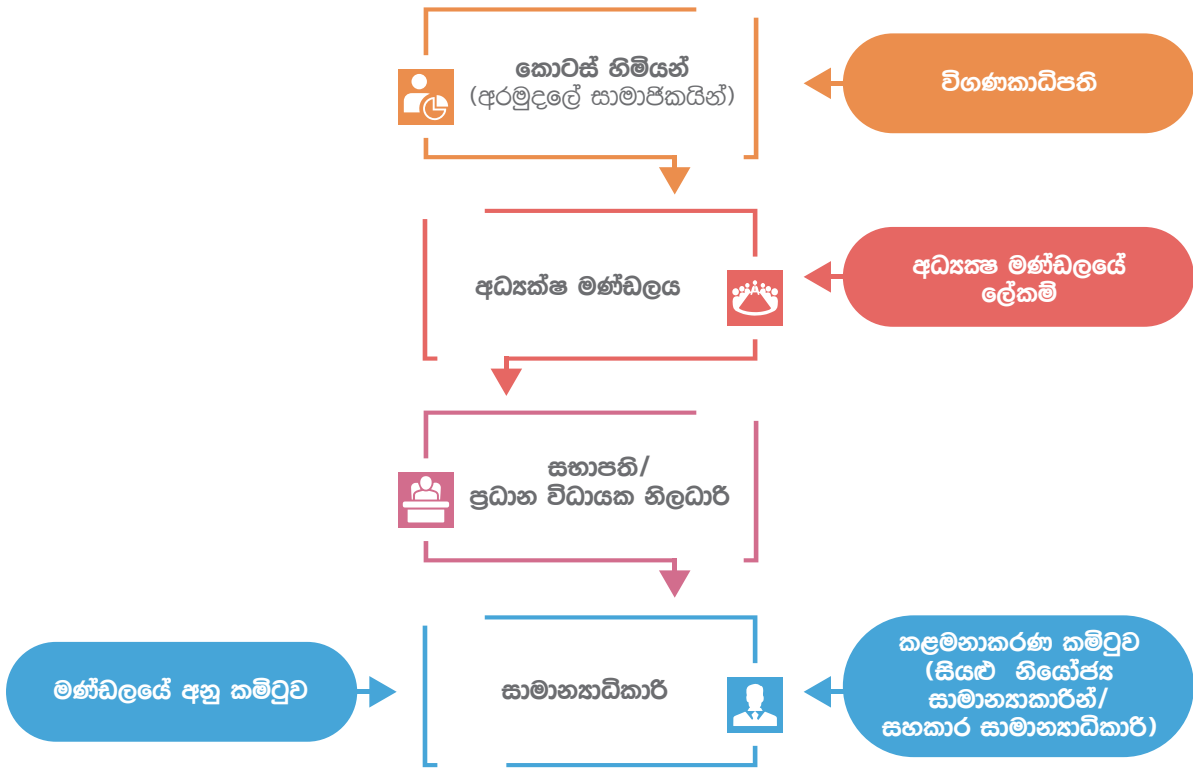 කොටස් හිමියන්
(අරමුදලේ සාමාජිකයින්)
විගණකාධිපති
අධ්‍යක්ෂ මණ්ඩලය
අධ්‍යක්‍ෂ මණ්ඩලයේ
ලේකම්
සභාපති/
ප්‍රධාන විධායක නිලධාරී
මණ්ඩලයේ අනු කමිටුව
සාමාන්‍යාධිකාරී
කළමනාකරණ කමිටුව
(සියළු නියෝජ්‍ය
සාමාන්‍යාකාරීන්/
සහකාර සාමාන්‍යාධිකාරී)